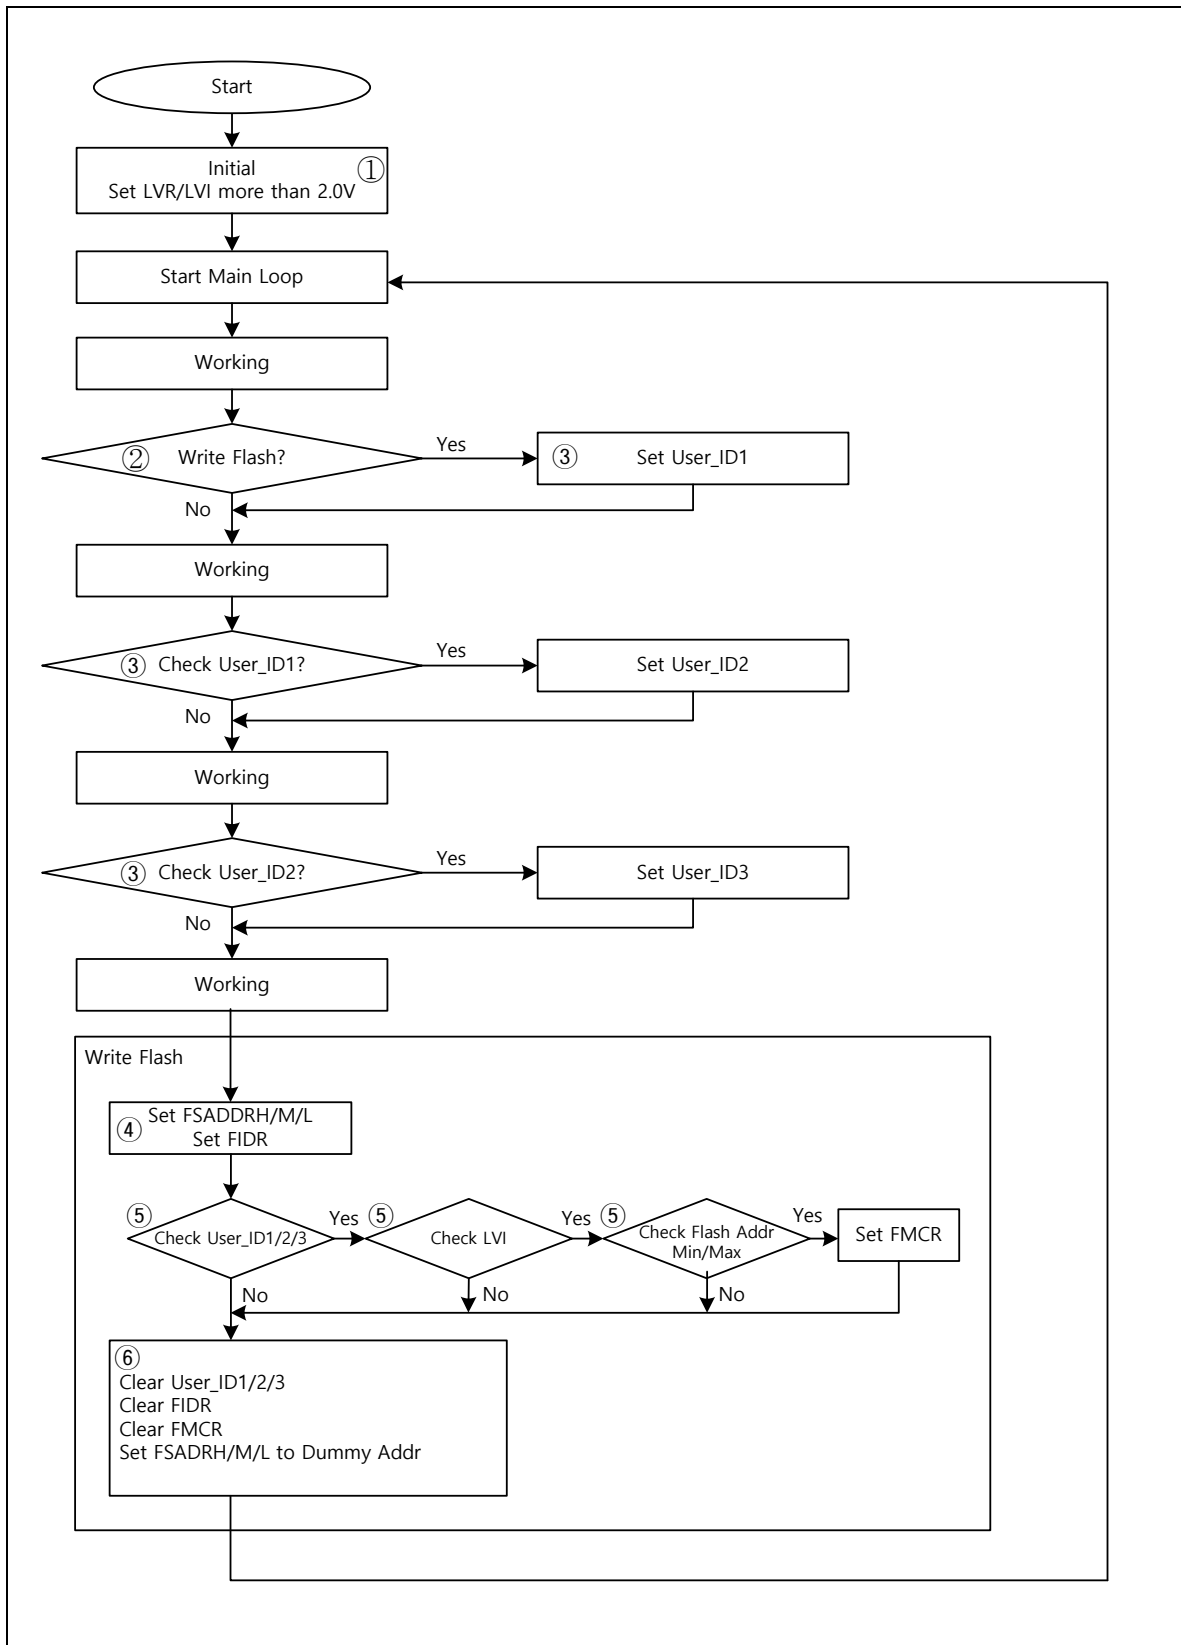 Start
Initial
①
Set LVR/LVI more than 2.0V
Start Main Loop
Working
② Write Flash?
Yes
③ Set User_ID1
No
Working
③ Check User_ID1?
Yes
Set User_ID2
No
Working
③ Check User_ID2?
Yes
Set User_ID3
No
Working
Write Flash
④
Set FSADDRH/M/L
Set FIDR
⑤
Check User_ID1/2/3
Yes
⑤
Check LVI
Yes
⑤
Check Flash Addr
Min/Max
Yes
Set FMCR
No
No
No
⑥
Clear User_ID1/2/3
Clear FIDR
Clear FMCR
Set FSADRH/M/L to Dummy Addr